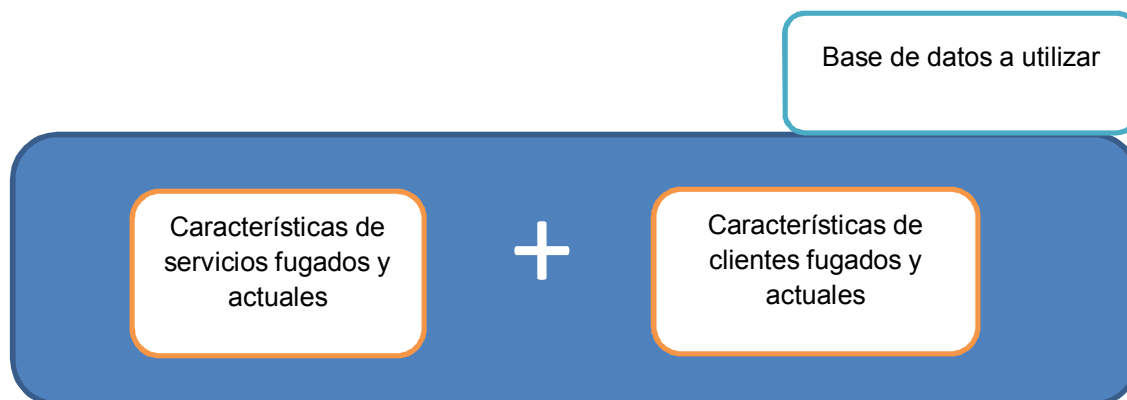 Base de datos a utilizar
Características de
servicios fugados y
actuales
+
Características de
clientes fugados y
actuales